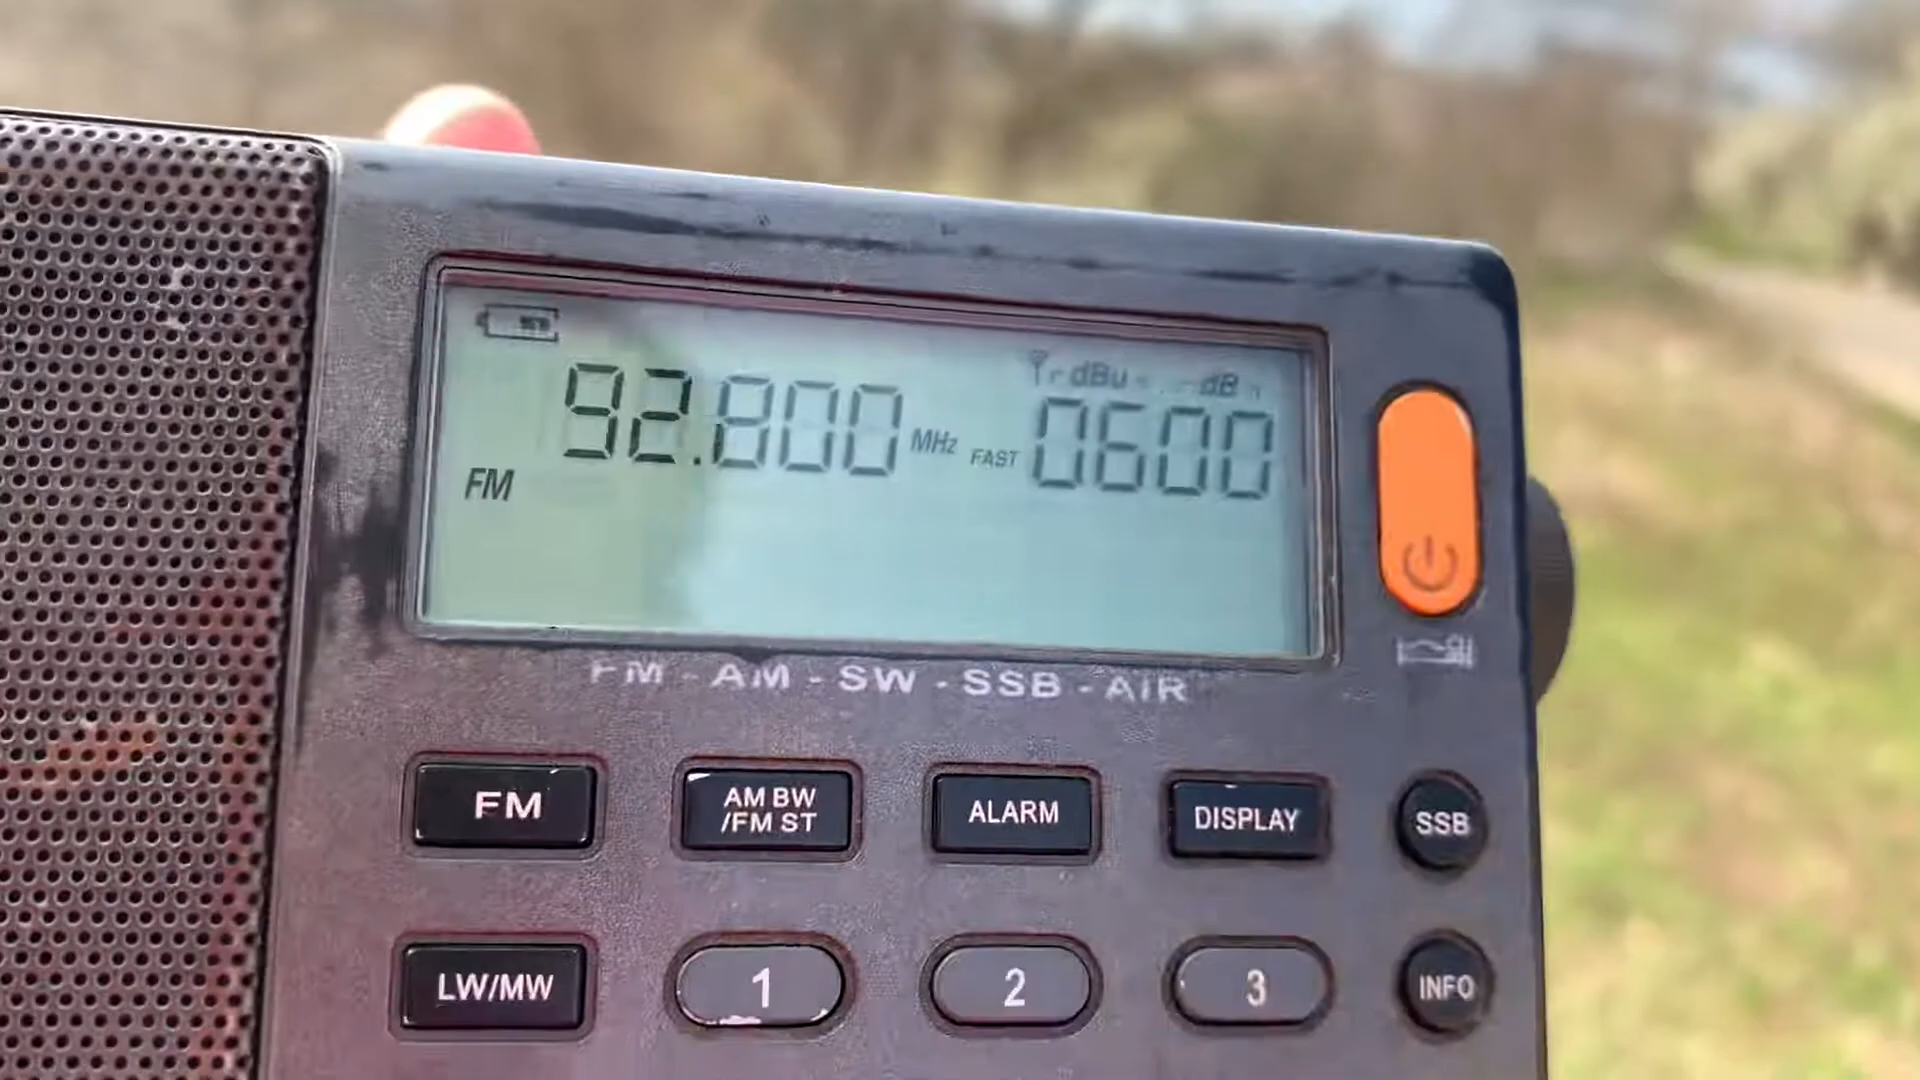 dBu dB
92.800 MHz FAST 0600
FM
FM - AM - SW - SSB - AIR
FM AM BW /FM ST ALARM DISPLAY SSB
LW/MW 1 2 3 INFO